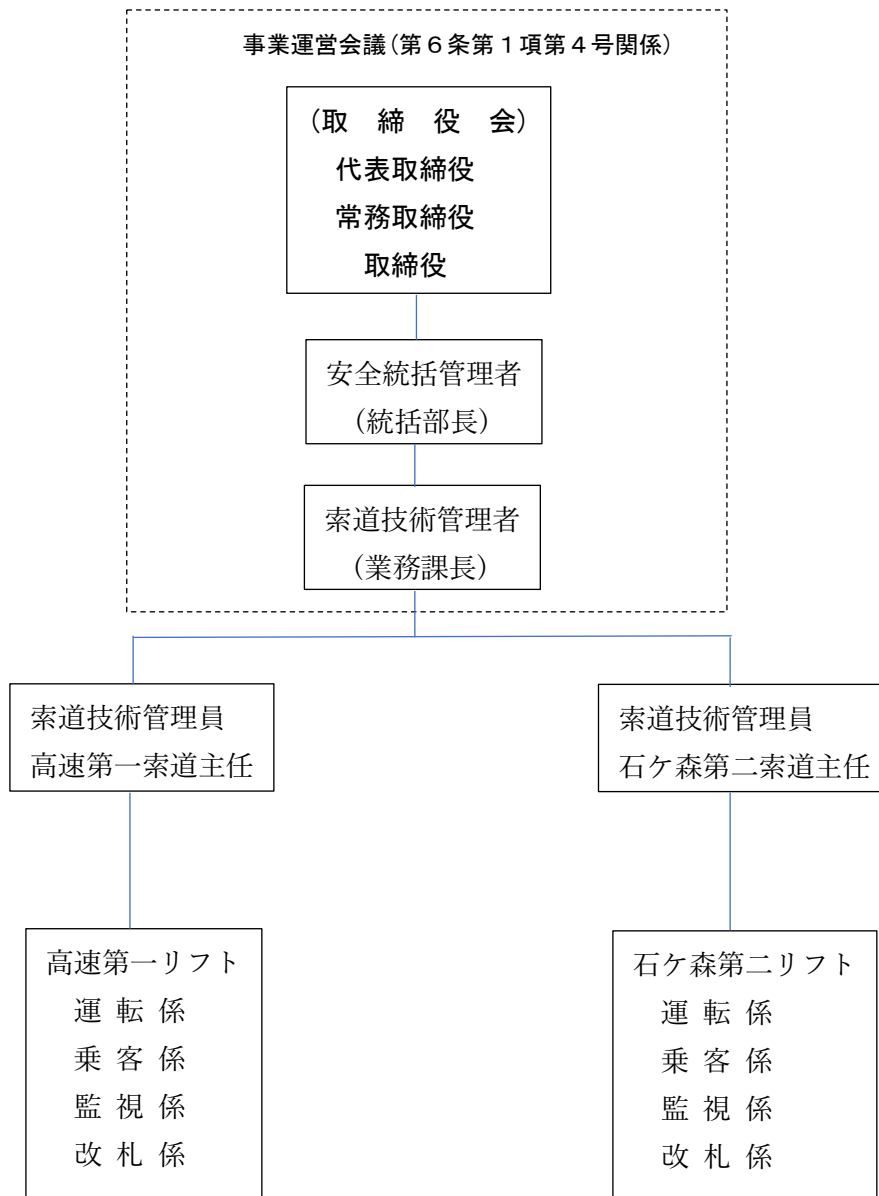 事業運営会議(第６条第１項第４号関係)
(取　締　役　会)
代表取締役
常務取締役
取締役
安全統括管理者
(統括部長)
索道技術管理者
(業務課長)
索道技術管理員
高速第一索道主任
索道技術管理員
石ケ森第二索道主任
高速第一リフト
運 転 係
乗 客 係
監 視 係
改 札 係
石ケ森第二リフト
運 転 係
乗 客 係
監 視 係
改 札 係